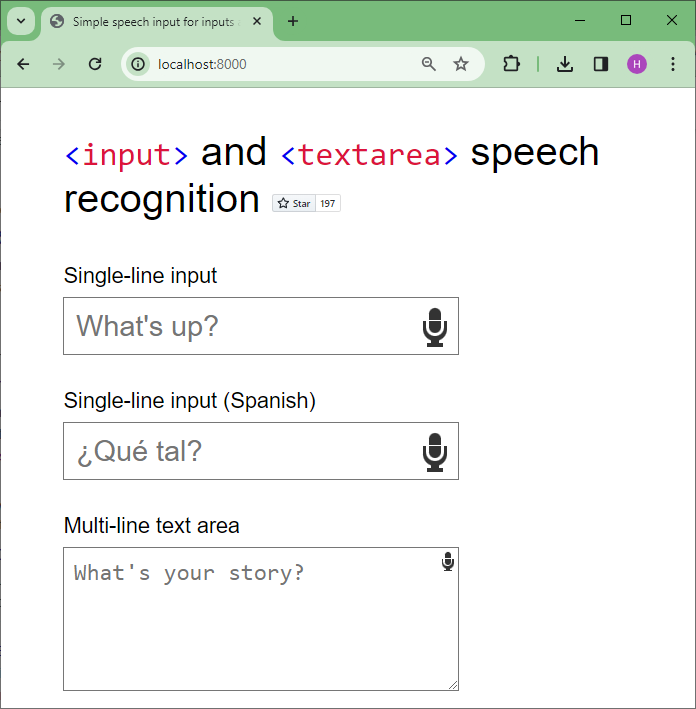 Simple speech input for inputs
localhost:8000
H
<input> and <textarea> speech
recognition Star 197
Single-line input
What's up?
Single-line input (Spanish)
¿Qué tal?
Multi-line text area
What's your story?